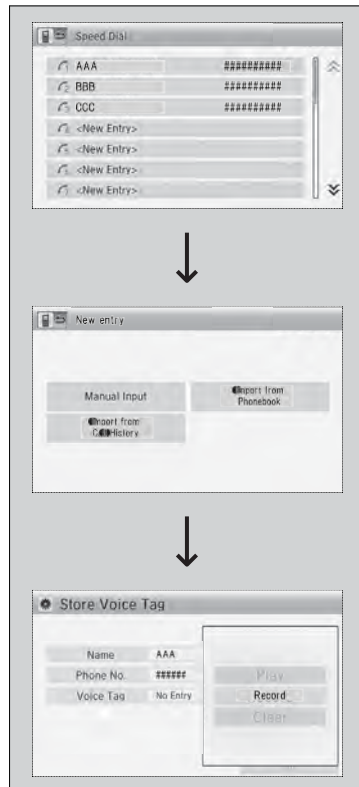 Speed Dial
AAA ##########
BBB ##########
CCC ##########
<New Entry>
<New Entry>
<New Entry>
<New Entry>
New entry
Manual Input
Import from
Phonebook
Import from
Call History
Store Voice Tag
Name AAA
Phone No. ######
Voice Tag No Entry
Play
Record
Clear